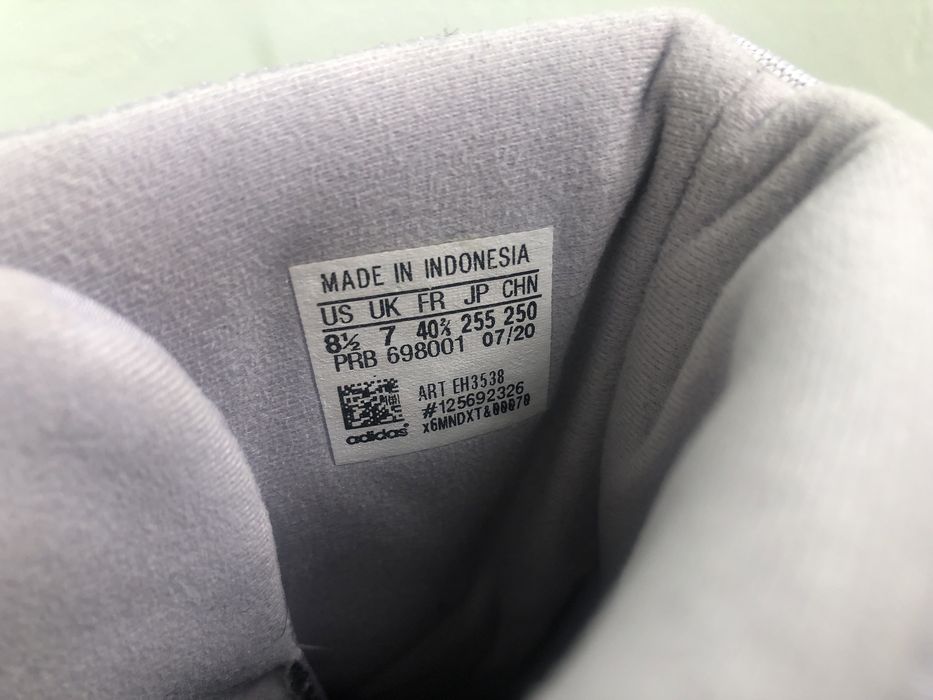 MADE IN INDONESIA
US UK FR JP CHN
8½ 7 40⅔ 255 250
PRB 698001 07/20
ART EH3538
#125692326
x6MNDXT&00070
adidas